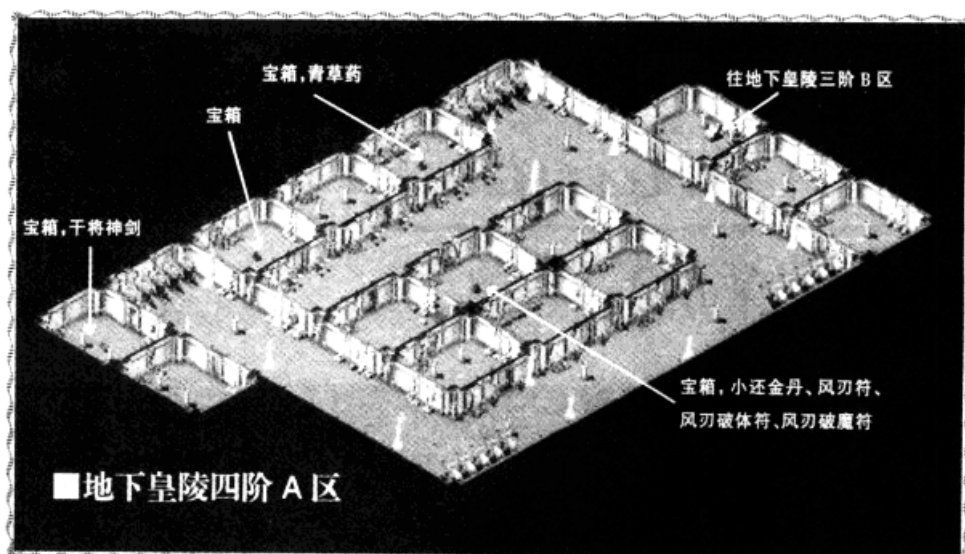 宝箱，青草药
往地下皇陵三阶 B 区
宝箱
宝箱，干将神剑
宝箱，小还金丹、风刃符、
风刃破体符、风刃破魔符
■地下皇陵四阶 A 区